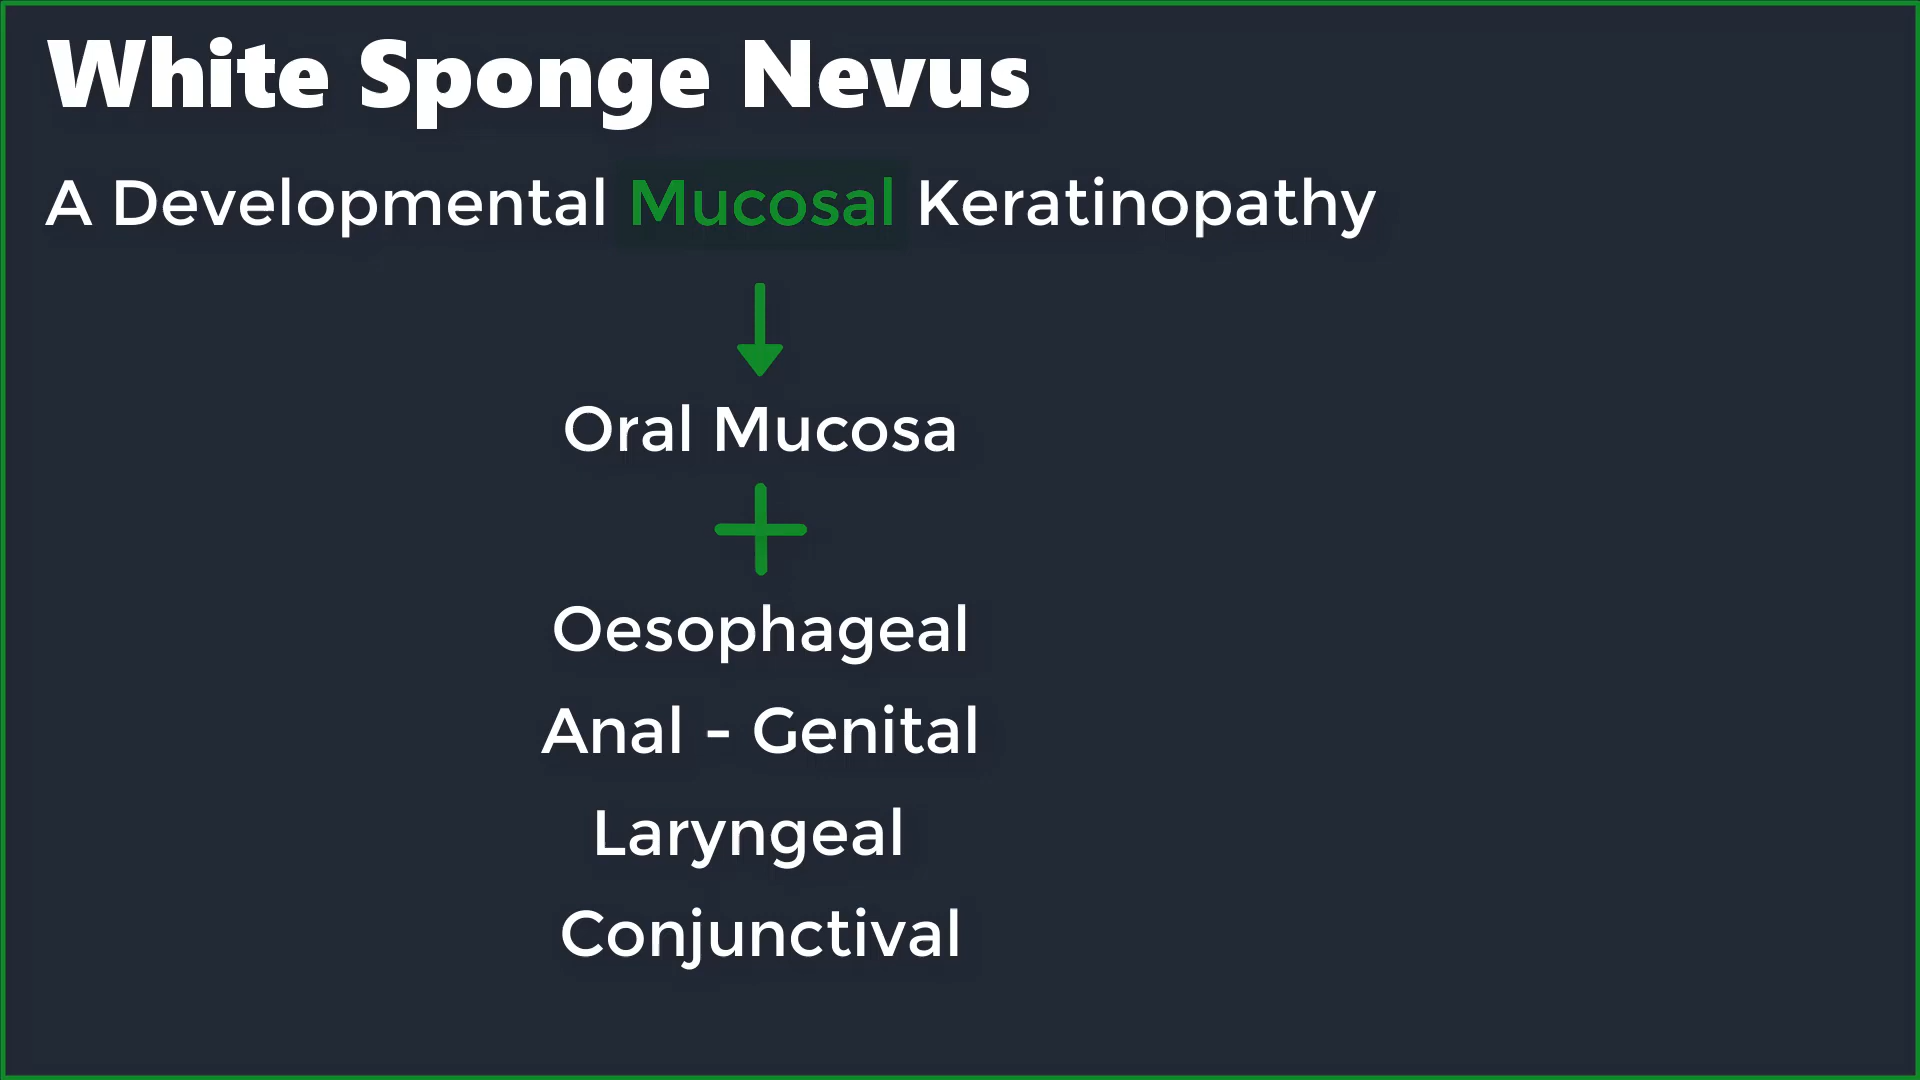 White Sponge Nevus
A Developmental Mucosal Keratinopathy
Oral Mucosa
+
Oesophageal
Anal - Genital
Laryngeal
Conjunctival